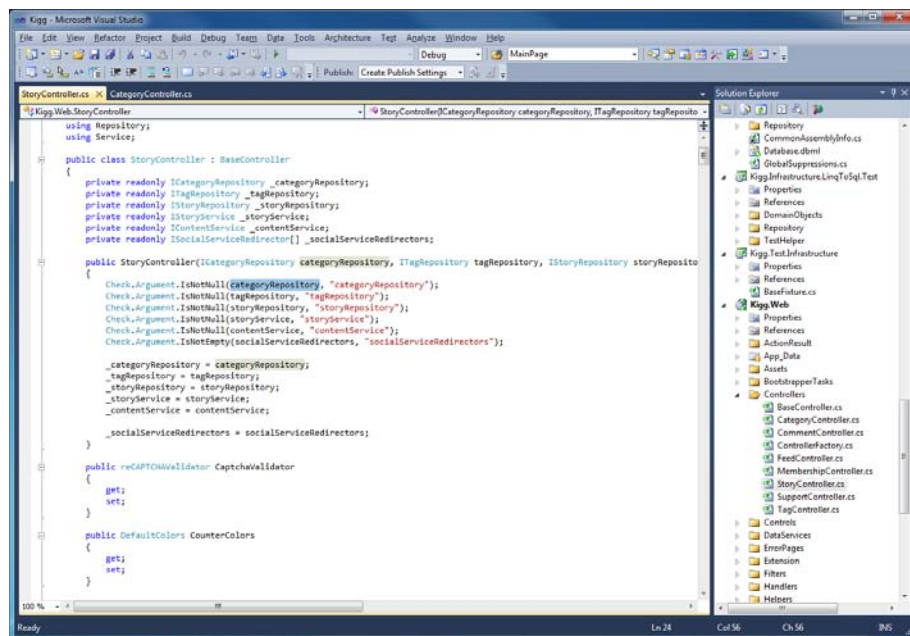 Kigg - Microsoft Visual Studio
File Edit View Refactor Project Build Debug Team Data Tools Architecture Test Analyze Window Help
Debug MainPage
Publish: Create Publish Settings
StoryController.cs CategoryController.cs
Kigg.Web.StoryController StoryController(ICategoryRepository categoryRepository, ITagRepository tagReposito
using Repository;
using Service;
public class StoryController : BaseController
{
private readonly ICategoryRepository _categoryRepository;
private readonly ITagRepository _tagRepository;
private readonly IStoryRepository _storyRepository;
private readonly IStoryService _storyService;
private readonly IContentService _contentService;
private readonly ISocialServiceRedirector[] _socialServiceRedirectors;
public StoryController(ICategoryRepository categoryRepository, ITagRepository tagRepository, IStoryRepository storyReposito
{
Check.Argument.IsNotNull(categoryRepository, "categoryRepository");
Check.Argument.IsNotNull(tagRepository, "tagRepository");
Check.Argument.IsNotNull(storyRepository, "storyRepository");
Check.Argument.IsNotNull(storyService, "storyService");
Check.Argument.IsNotNull(contentService, "contentService");
Check.Argument.IsNotEmpty(socialServiceRedirectors, "socialServiceRedirectors");
_categoryRepository = categoryRepository;
_tagRepository = tagRepository;
_storyRepository = storyRepository;
_storyService = storyService;
_contentService = contentService;
_socialServiceRedirectors = socialServiceRedirectors;
}
public reCAPTCHAValidator CaptchaValidator
{
get;
set;
}
public DefaultColors CounterColors
{
get;
set;
}
100 %
Solution Explorer
Repository
CommonAssemblyInfo.cs
Database.dbml
GlobalSuppressions.cs
Kigg.Infrastructure.LinqToSql.Test
Properties
References
DomainObjects
Repository
TestHelper
Kigg.Test.Infrastructure
Properties
References
BaseFixture.cs
Kigg.Web
Properties
References
ActionResult
App_Data
Assets
BootstrapperTasks
Controllers
BaseController.cs
CategoryController.cs
CommentController.cs
ControllerFactory.cs
FeedController.cs
MembershipController.cs
StoryController.cs
SupportController.cs
TagController.cs
Controls
DataServices
ErrorPages
Extension
Filters
Handlers
Helpers
Ready Ln 24 Col 56 Ch 56 INS